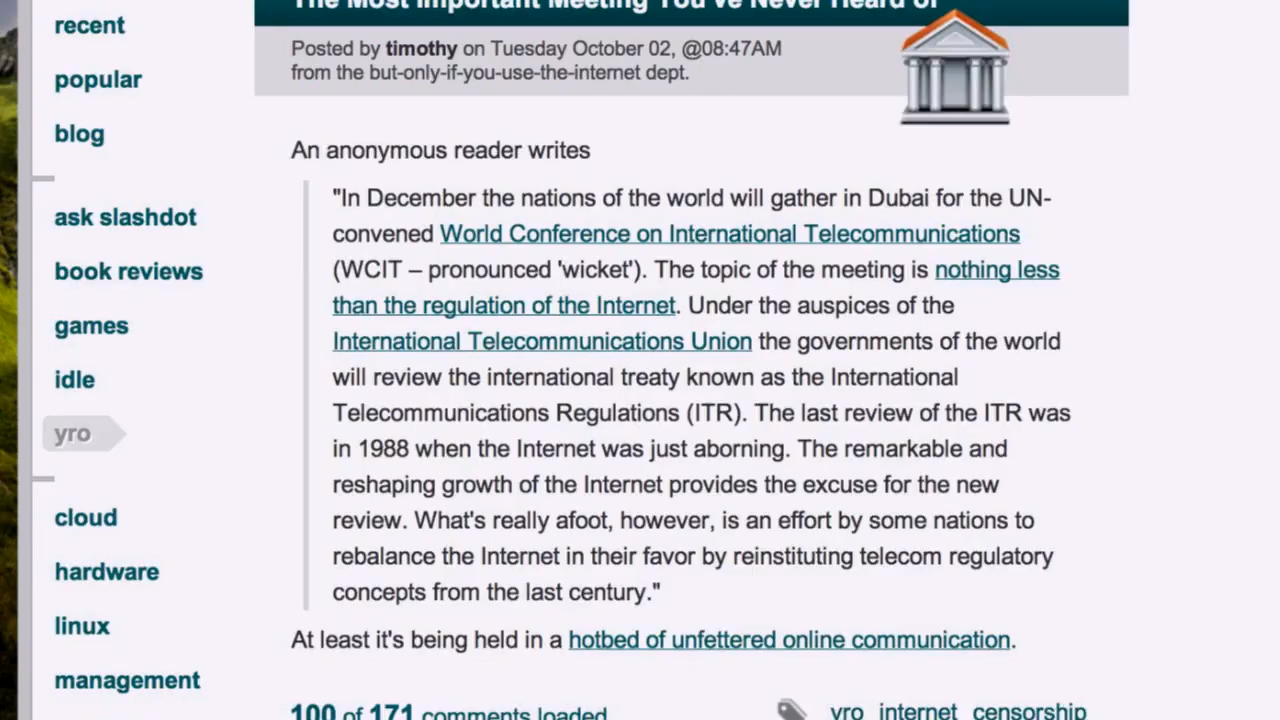 The Most Important Meeting You've Never Heard of
recent
popular
blog
ask slashdot
book reviews
games
idle
yro
cloud
hardware
linux
management
Posted by timothy on Tuesday October 02, @08:47AM
from the but-only-if-you-use-the-internet dept.
An anonymous reader writes
"In December the nations of the world will gather in Dubai for the UN-
convened World Conference on International Telecommunications
(WCIT – pronounced 'wicket'). The topic of the meeting is nothing less
than the regulation of the Internet. Under the auspices of the
International Telecommunications Union the governments of the world
will review the international treaty known as the International
Telecommunications Regulations (ITR). The last review of the ITR was
in 1988 when the Internet was just aborning. The remarkable and
reshaping growth of the Internet provides the excuse for the new
review. What's really afoot, however, is an effort by some nations to
rebalance the Internet in their favor by reinstituting telecom regulatory
concepts from the last century."
At least it's being held in a hotbed of unfettered online communication.
100 of 171 comments loaded
yro internet censorship